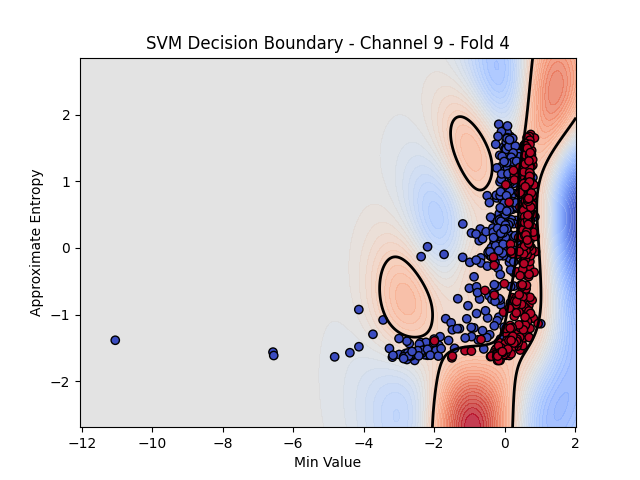 SVM Decision Boundary - Channel 9 - Fold 4
2
1
0
−1
−2
Approximate Entropy
−12 −10 −8 −6 −4 −2 0 2
Min Value